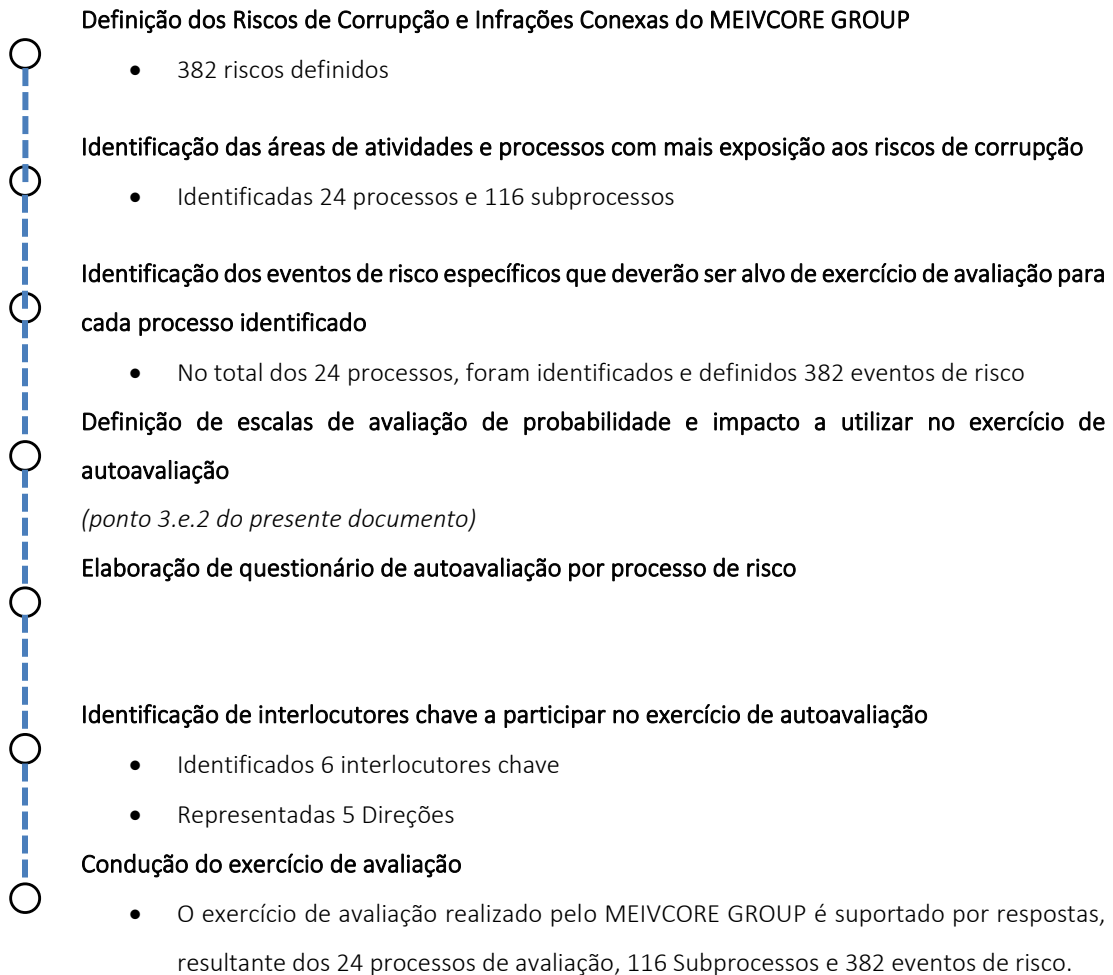 Definição dos Riscos de Corrupção e Infrações Conexas do MEIVCORE GROUP
• 382 riscos definidos
Identificação das áreas de atividades e processos com mais exposição aos riscos de corrupção
• Identificadas 24 processos e 116 subprocessos
Identificação dos eventos de risco específicos que deverão ser alvo de exercício de avaliação para
cada processo identificado
• No total dos 24 processos, foram identificados e definidos 382 eventos de risco
Definição de escalas de avaliação de probabilidade e impacto a utilizar no exercício de
autoavaliação
(ponto 3.e.2 do presente documento)
Elaboração de questionário de autoavaliação por processo de risco
Identificação de interlocutores chave a participar no exercício de autoavaliação
• Identificados 6 interlocutores chave
• Representadas 5 Direções
Condução do exercício de avaliação
• O exercício de avaliação realizado pelo MEIVCORE GROUP é suportado por respostas,
resultante dos 24 processos de avaliação, 116 Subprocessos e 382 eventos de risco.